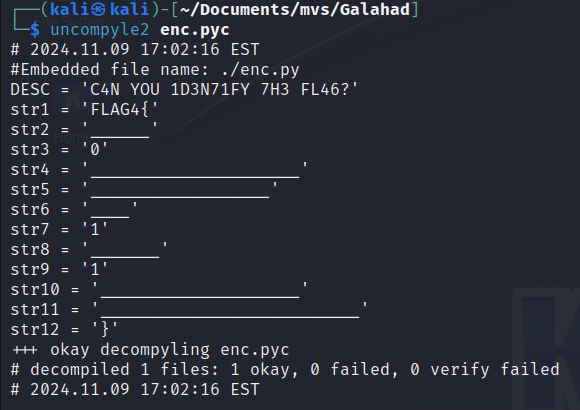 ┌──(kali㉿kali)-[~/Documents/mvs/Galahad]
└─$ uncompyle2 enc.pyc
# 2024.11.09 17:02:16 EST
#Embedded file name: ./enc.py
DESC = 'C4N YOU 1D3N71FY 7H3 FL46?'
str1 = 'FLAG4{'
str2 = '______'
str3 = '0'
str4 = '_____________________'
str5 = '__________________'
str6 = '____'
str7 = '1'
str8 = '_______'
str9 = '1'
str10 = '____________________'
str11 = '__________________________'
str12 = '}'
+++ okay decompyling enc.pyc
# decompiled 1 files: 1 okay, 0 failed, 0 verify failed
# 2024.11.09 17:02:16 EST